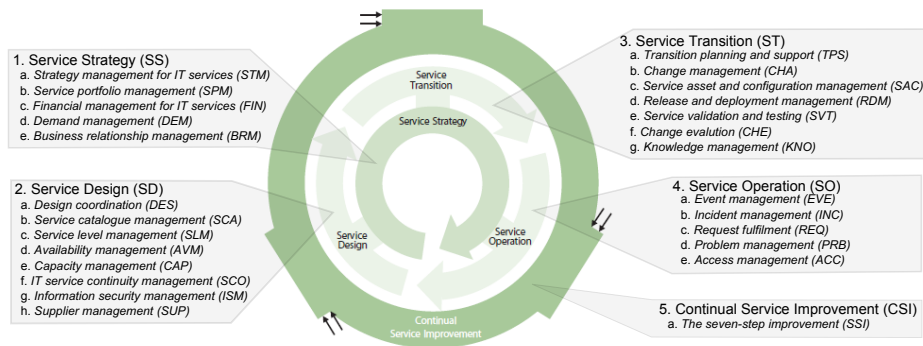 1. Service Strategy (SS)
a. Strategy management for IT services (STM)
b. Service portfolio management (SPM)
c. Financial management for IT services (FIN)
d. Demand management (DEM)
e. Business relationship management (BRM)
2. Service Design (SD)
a. Design coordination (DES)
b. Service catalogue management (SCA)
c. Service level management (SLM)
d. Availability management (AVM)
e. Capacity management (CAP)
f. IT service continuity management (SCO)
g. Information security management (ISM)
h. Supplier management (SUP)
Service
Transition
Service Strategy
Service
Design
Service
Operation
Continual
Service Improvement
3. Service Transition (ST)
a. Transition planning and support (TPS)
b. Change management (CHA)
c. Service asset and configuration management (SAC)
d. Release and deployment management (RDM)
e. Service validation and testing (SVT)
f. Change evalution (CHE)
g. Knowledge management (KNO)
4. Service Operation (SO)
a. Event management (EVE)
b. Incident management (INC)
c. Request fulfilment (REQ)
d. Problem management (PRB)
e. Access management (ACC)
5. Continual Service Improvement (CSI)
a. The seven-step improvement (SSI)